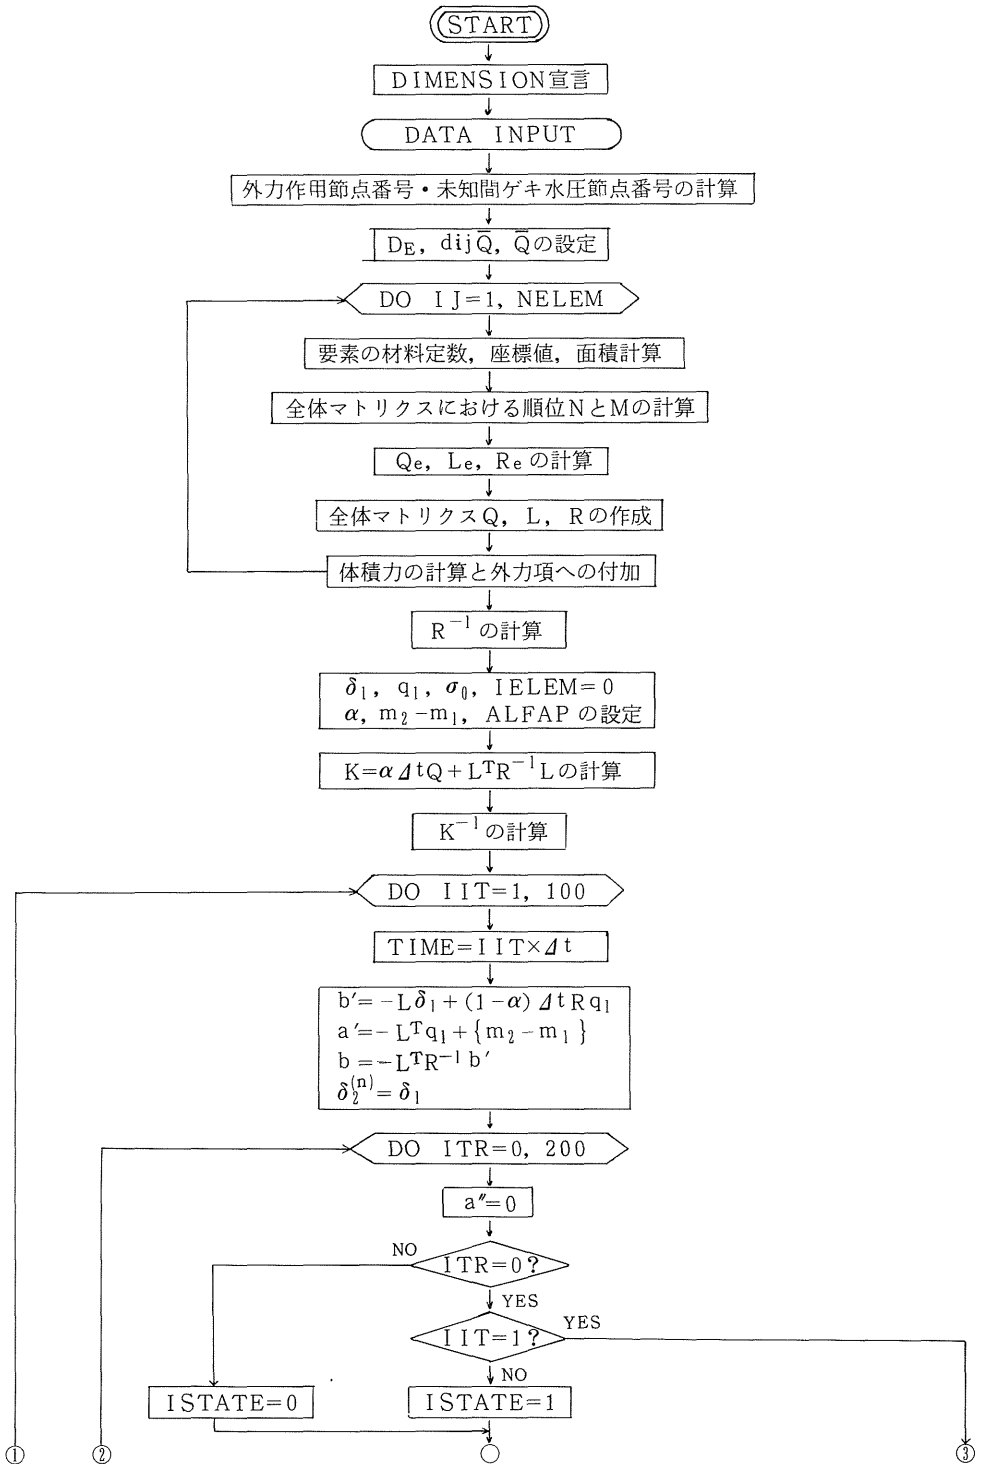 START
DIMENSION宣言
DATA INPUT
外力作用節点番号・未知間ゲキ水圧節点番号の計算
DE, dijQ̄, Q̄の設定
DO IJ=1, NELEM
要素の材料定数, 座標値, 面積計算
全体マトリクスにおける順位NとMの計算
Qe, Le, Reの計算
全体マトリクスQ, L, Rの作成
体積力の計算と外力項への付加
R⁻¹の計算
δ₁, q₁, σ₀, IELEM=0
α, m₂-m₁, ALFAPの設定
K=αΔtQ+LᵀR⁻¹Lの計算
K⁻¹の計算
DO IIT=1, 100
TIME=IIT×Δt
b′=-Lδ₁+(1-α)ΔtRq₁
a′=-Lᵀq₁+{m₂-m₁}
b=-LᵀR⁻¹b′
δ₂⁽ⁿ⁾=δ₁
DO ITR=0, 200
a″=0
NO
ITR=0?
YES
IIT=1?
YES
NO
ISTATE=0
ISTATE=1
①
②
③